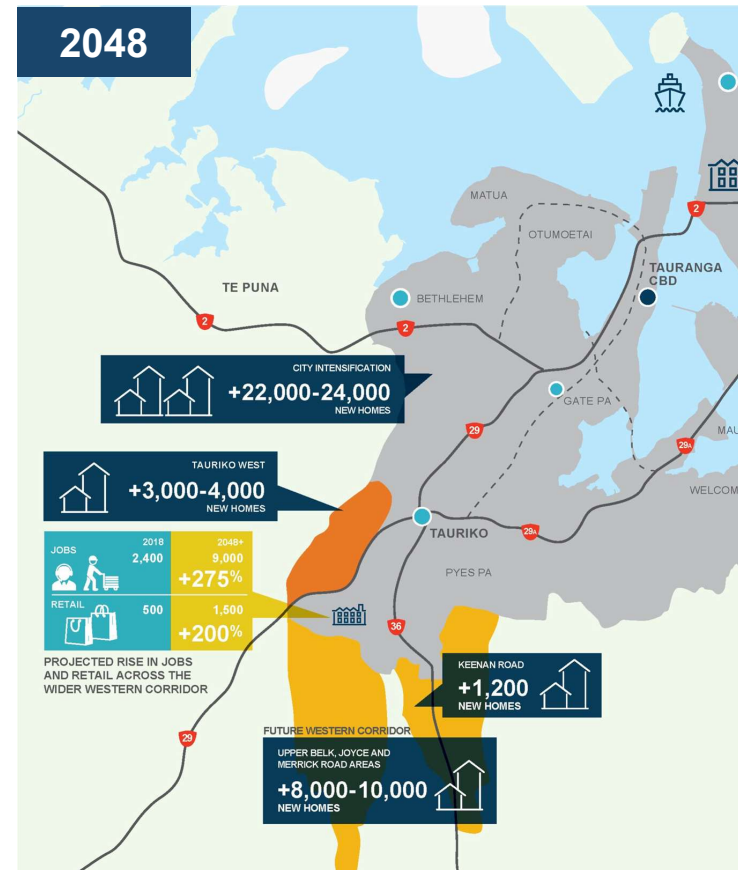 2048
MATUA
2
OTUMOETAI
TAURANGA
CBD
TE PUNA
BETHLEHEM
2
2
CITY INTENSIFICATION
+22,000-24,000
NEW HOMES
GATE PA
29
MAU
29A
TAURIKO WEST
+3,000-4,000
NEW HOMES
WELCOM
TAURIKO
29A
JOBS
2018
2,400
2048+
9,000
+275%
RETAIL
500
1,500
+200%
PYES PA
36
PROJECTED RISE IN JOBS
AND RETAIL ACROSS THE
WIDER WESTERN CORRIDOR
KEENAN ROAD
+1,200
NEW HOMES
29
FUTURE WESTERN CORRIDOR
UPPER BELK, JOYCE AND
MERRICK ROAD AREAS
+8,000-10,000
NEW HOMES